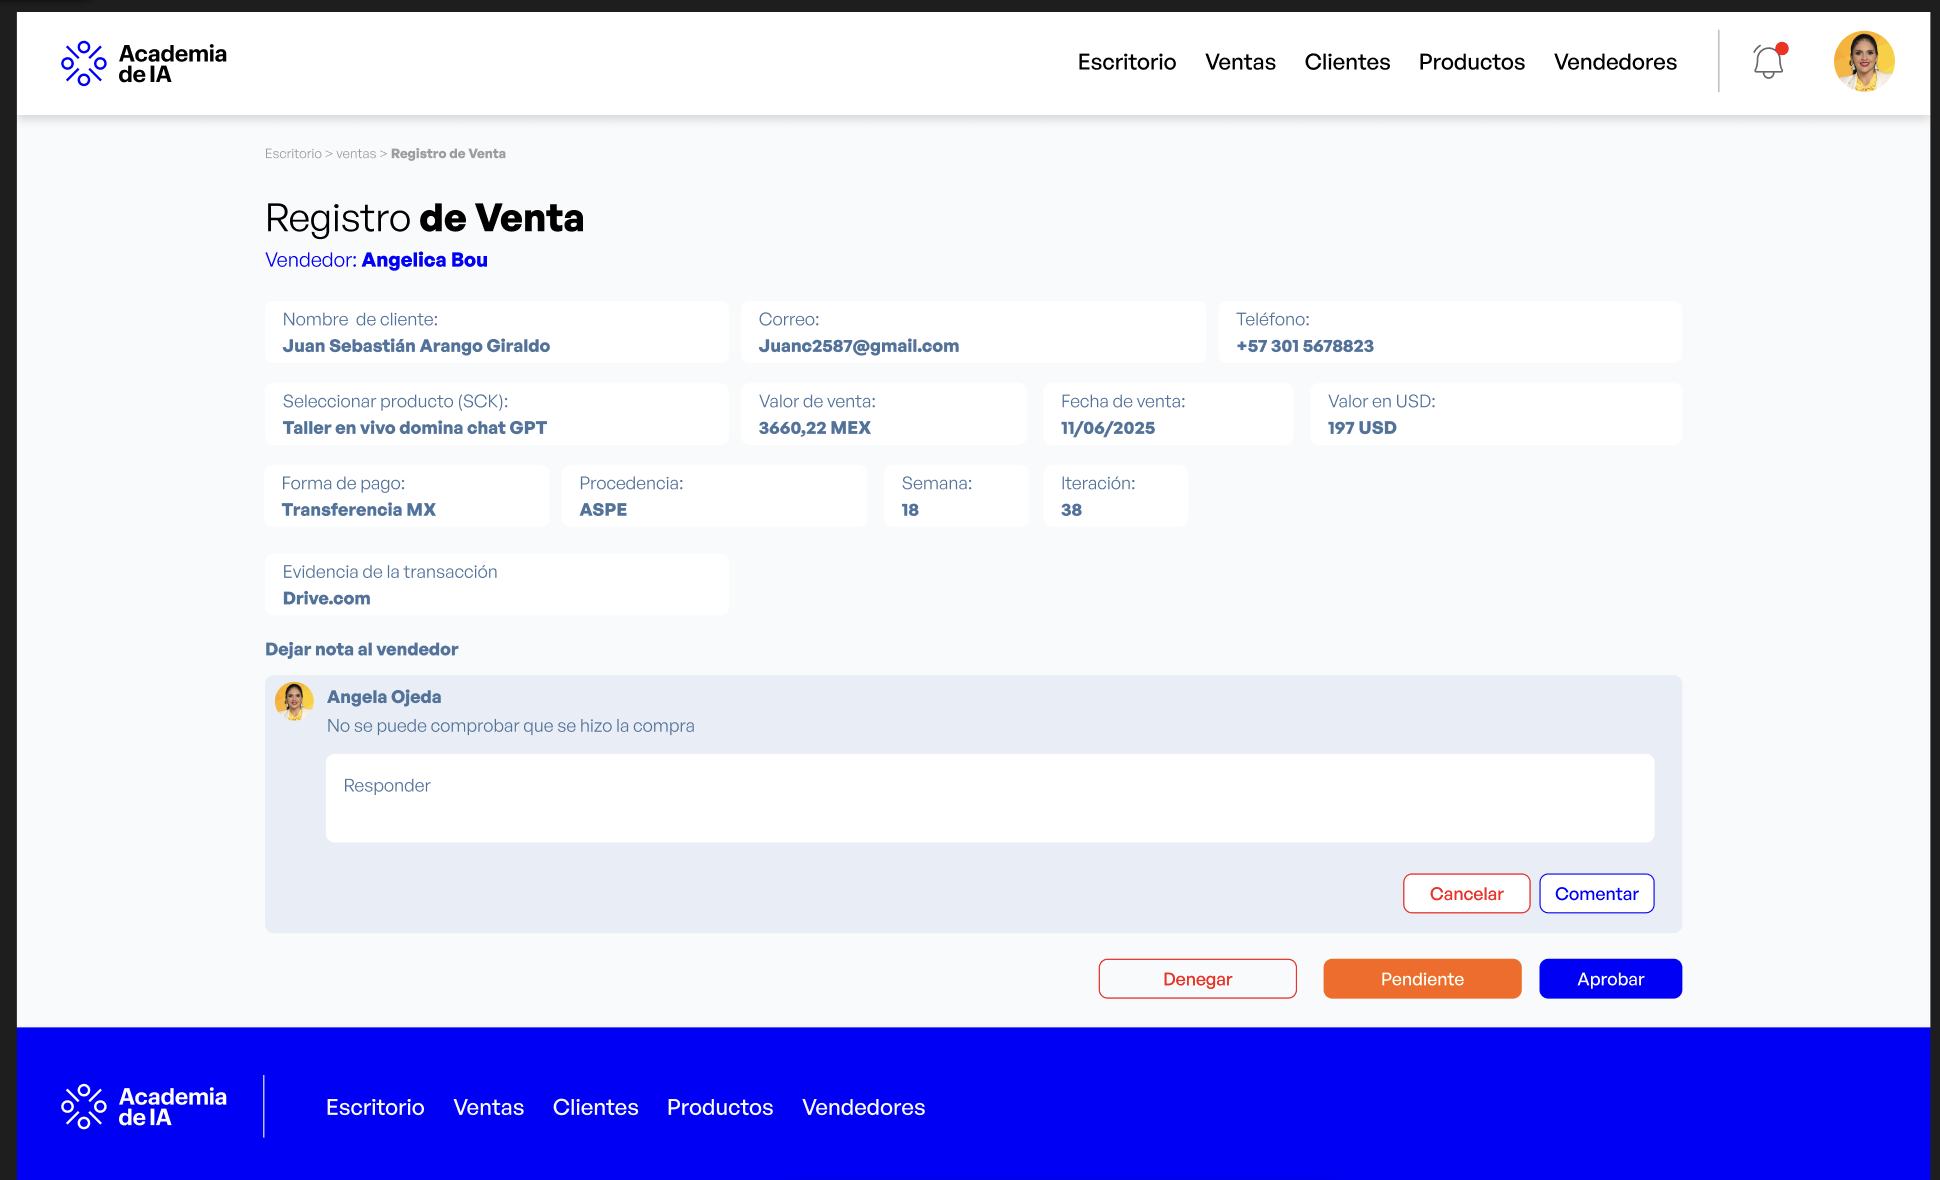 Academia
de IA
Escritorio Ventas Clientes Productos Vendedores
Escritorio > ventas > Registro de Venta
Registro de Venta
Vendedor: Angelica Bou
Nombre de cliente:
Juan Sebastián Arango Giraldo
Correo:
Juanc2587@gmail.com
Teléfono:
+57 301 5678823
Seleccionar producto (SCK):
Taller en vivo domina chat GPT
Valor de venta:
3660,22 MEX
Fecha de venta:
11/06/2025
Valor en USD:
197 USD
Forma de pago:
Transferencia MX
Procedencia:
ASPE
Semana:
18
Iteración:
38
Evidencia de la transacción
Drive.com
Dejar nota al vendedor
Angela Ojeda
No se puede comprobar que se hizo la compra
Responder
Cancelar Comentar
Denegar Pendiente Aprobar
Academia
de IA
Escritorio Ventas Clientes Productos Vendedores